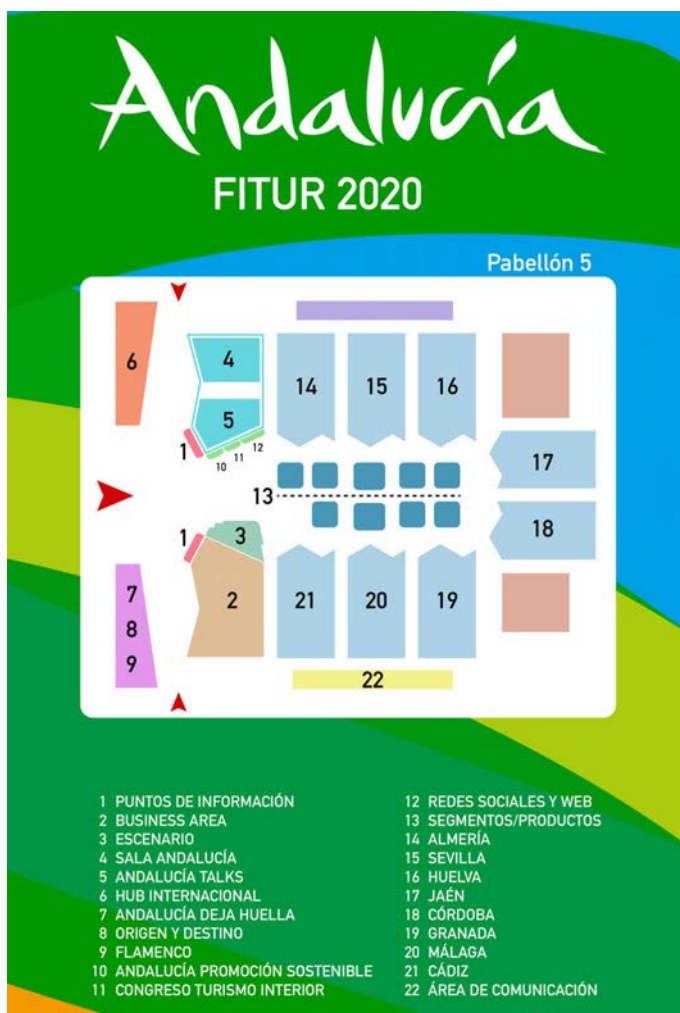 Andalucía
FITUR 2020
Pabellón 5
6
4
14
15
16
5
1
10
11
12
17
13
1
3
18
7
8
9
2
21
20
19
22
1 PUNTOS DE INFORMACIÓN
2 BUSINESS AREA
3 ESCENARIO
4 SALA ANDALUCÍA
5 ANDALUCÍA TALKS
6 HUB INTERNACIONAL
7 ANDALUCÍA DEJA HUELLA
8 ORIGEN Y DESTINO
9 FLAMENCO
10 ANDALUCÍA PROMOCIÓN SOSTENIBLE
11 CONGRESO TURISMO INTERIOR
12 REDES SOCIALES Y WEB
13 SEGMENTOS/PRODUCTOS
14 ALMERÍA
15 SEVILLA
16 HUELVA
17 JAÉN
18 CÓRDOBA
19 GRANADA
20 MÁLAGA
21 CÁDIZ
22 ÁREA DE COMUNICACIÓN